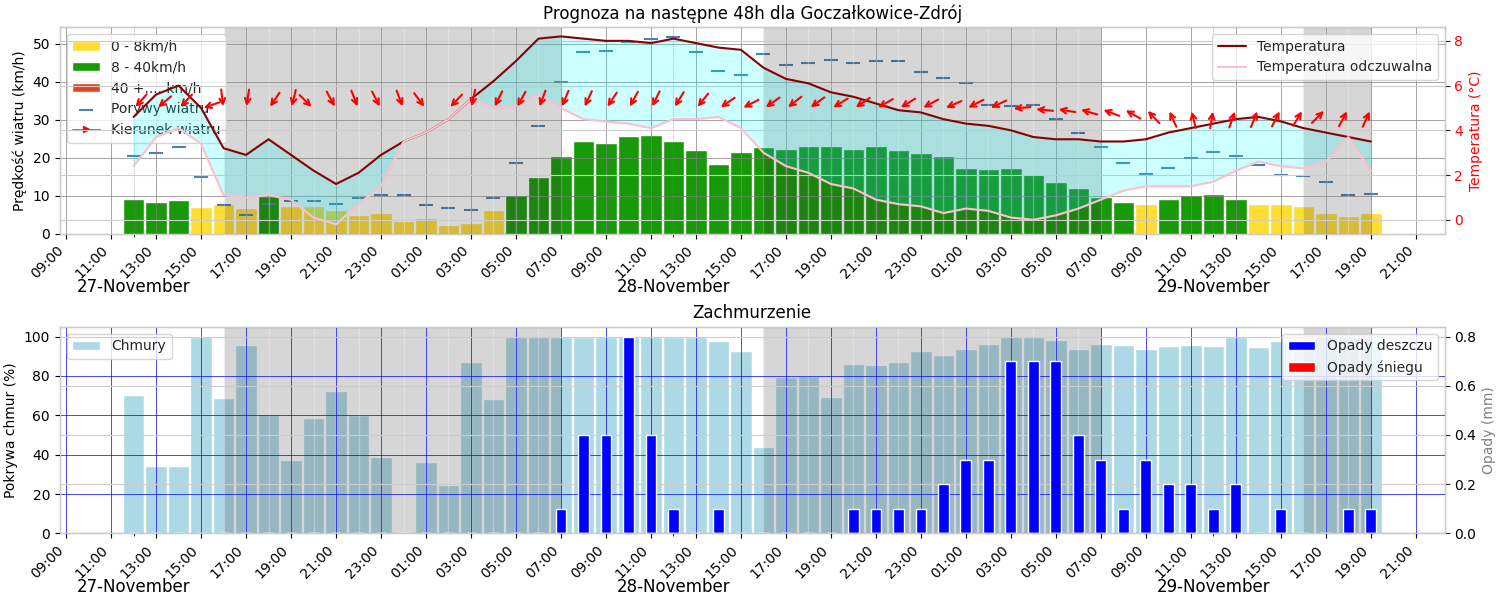 Prognoza na następne 48h dla Goczałkowice-Zdrój
Prędkość wiatru (km/h)
50
40
30
20
10
0
0 - 8km/h
8 - 40km/h
40 +.... km/h
Porywy wiatru
Kierunek wiatru
Temperatura
Temperatura odczuwalna
8
6
4
2
0
Temperatura (°C)
09:00 11:00 13:00 15:00 17:00 19:00 21:00 23:00 01:00 03:00 05:00 07:00 09:00 11:00 13:00 15:00 17:00 19:00 21:00 23:00 01:00 03:00 05:00 07:00 09:00 11:00 13:00 15:00 17:00 19:00 21:00
27-November 28-November 29-November
Zachmurzenie
Pokrywa chmur (%)
100
80
60
40
20
0
Chmury
Opady deszczu
Opady śniegu
0.8
0.6
0.4
0.2
0.0
Opady (mm)
09:00 11:00 13:00 15:00 17:00 19:00 21:00 23:00 01:00 03:00 05:00 07:00 09:00 11:00 13:00 15:00 17:00 19:00 21:00 23:00 01:00 03:00 05:00 07:00 09:00 11:00 13:00 15:00 17:00 19:00 21:00
27-November 28-November 29-November